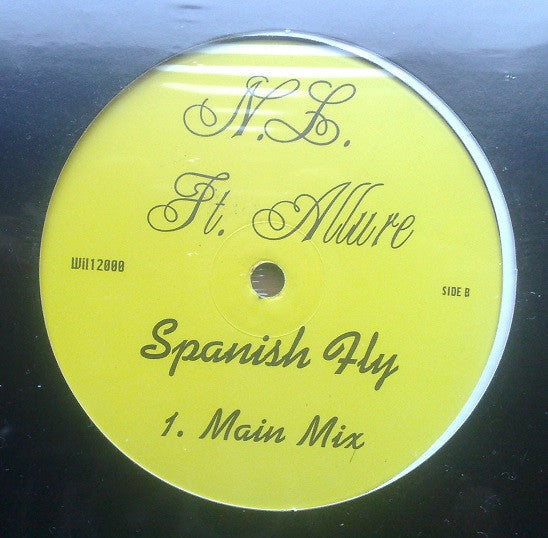 N.L.
Ft. Allure
Wil12000
SIDE B
Spanish Fly
1. Main Mix